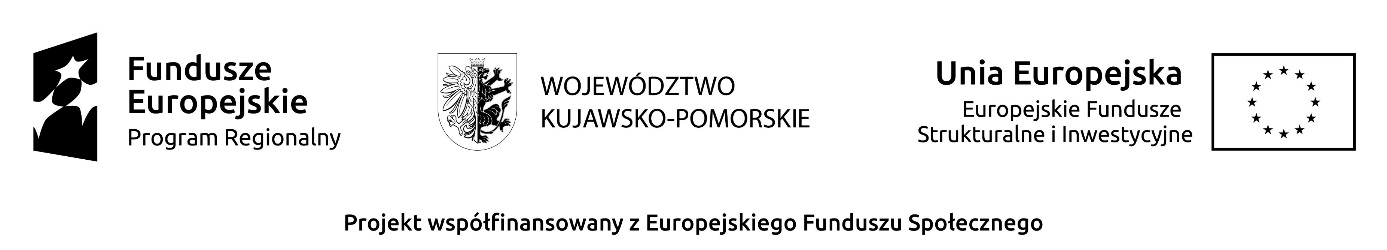 Fundusze
Europejskie
Program Regionalny
WOJEWÓDZTWO
KUJAWSKO-POMORSKIE
Unia Europejska
Europejskie Fundusze
Strukturalne i Inwestycyjne
Projekt współfinansowany z Europejskiego Funduszu Społecznego